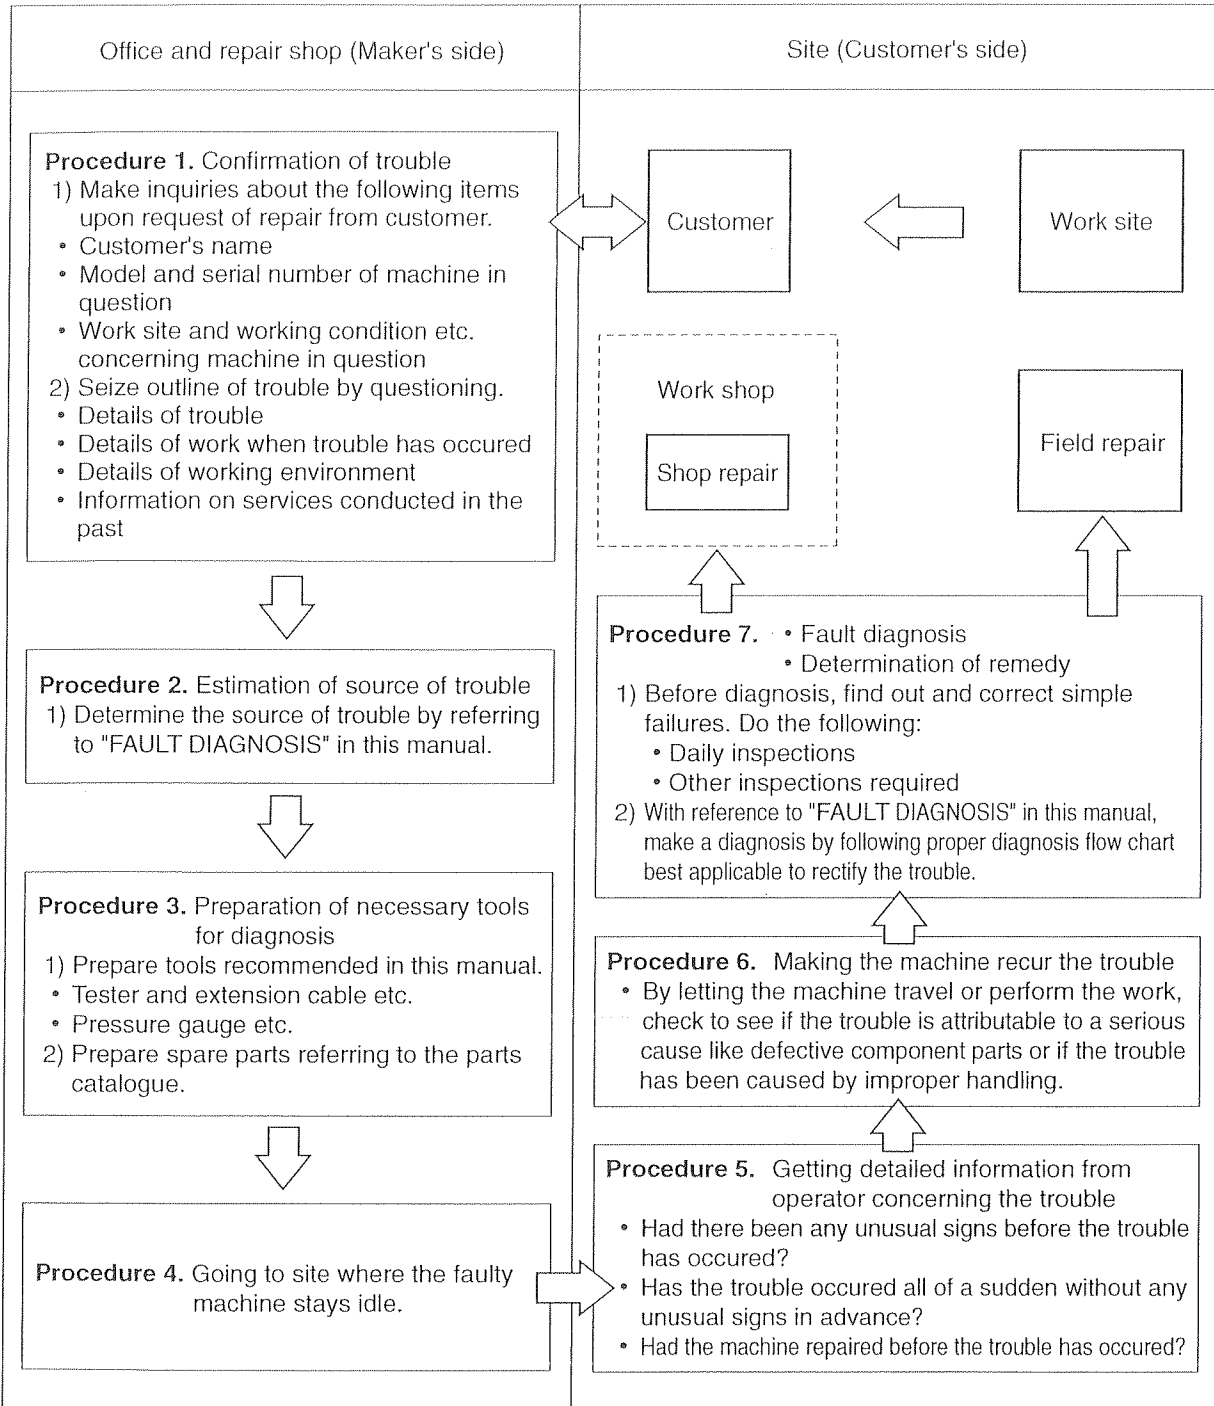 Office and repair shop (Maker's side)
Site (Customer's side)
Procedure 1. Confirmation of trouble
1) Make inquiries about the following items
upon request of repair from customer.
• Customer's name
• Model and serial number of machine in
question
• Work site and working condition etc.
concerning machine in question
2) Seize outline of trouble by questioning.
• Details of trouble
• Details of work when trouble has occured
• Details of working environment
• Information on services conducted in the
past
Procedure 2. Estimation of source of trouble
1) Determine the source of trouble by referring
to "FAULT DIAGNOSIS" in this manual.
Procedure 3. Preparation of necessary tools
for diagnosis
1) Prepare tools recommended in this manual.
• Tester and extension cable etc.
• Pressure gauge etc.
2) Prepare spare parts referring to the parts
catalogue.
Procedure 4. Going to site where the faulty
machine stays idle.
Customer
Work site
Work shop
Shop repair
Field repair
Procedure 7. • Fault diagnosis
• Determination of remedy
1) Before diagnosis, find out and correct simple
failures. Do the following:
• Daily inspections
• Other inspections required
2) With reference to "FAULT DIAGNOSIS" in this manual,
make a diagnosis by following proper diagnosis flow chart
best applicable to rectify the trouble.
Procedure 6. Making the machine recur the trouble
• By letting the machine travel or perform the work,
check to see if the trouble is attributable to a serious
cause like defective component parts or if the trouble
has been caused by improper handling.
Procedure 5. Getting detailed information from
operator concerning the trouble
• Had there been any unusual signs before the trouble
has occured?
• Has the trouble occured all of a sudden without any
unusual signs in advance?
• Had the machine repaired before the trouble has occured?